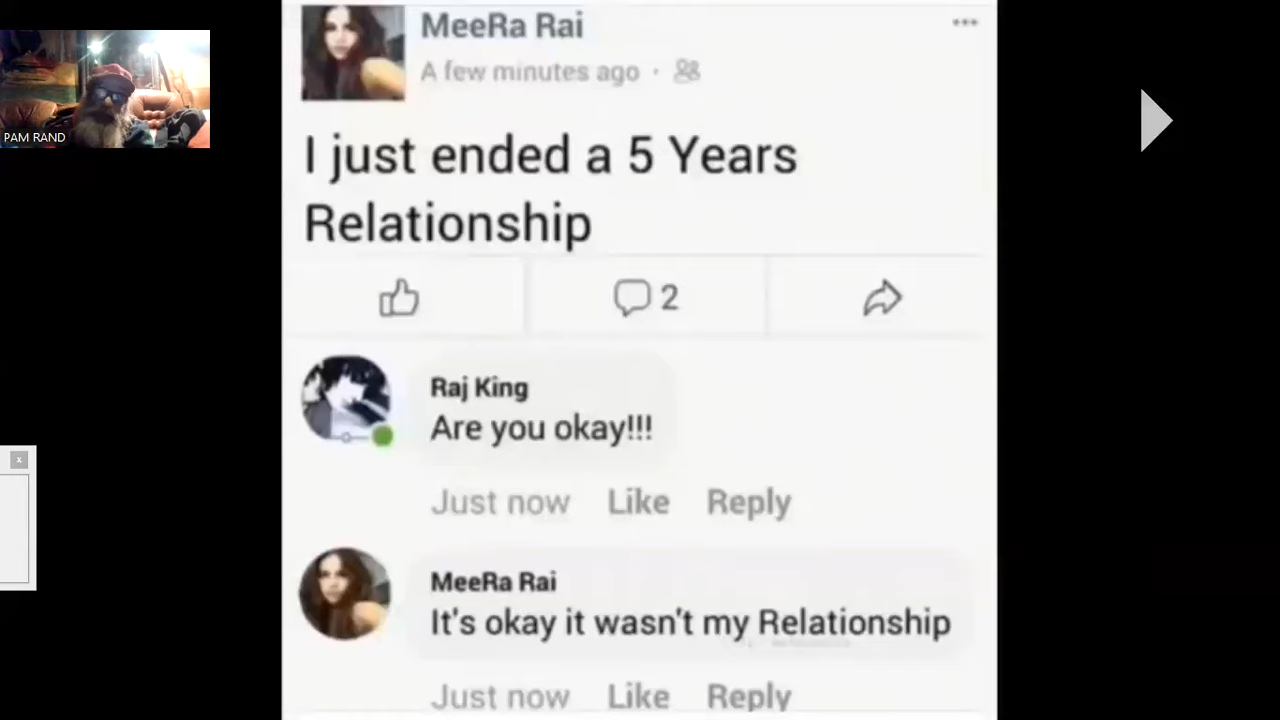 PAM RAND
MeeRa Rai
A few minutes ago ·
I just ended a 5 Years
Relationship
2
Raj King
Are you okay!!!
Just now Like Reply
MeeRa Rai
It's okay it wasn't my Relationship
Just now Like Reply
x